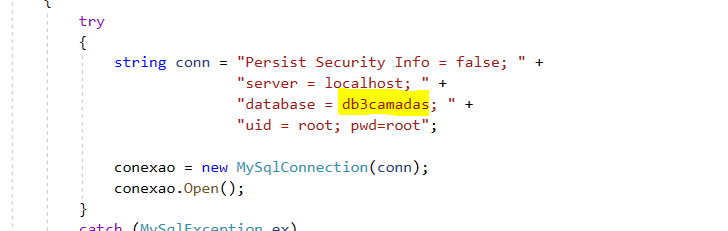 {
try
{
string conn = "Persist Security Info = false; " +
"server = localhost; " +
"database = db3camadas; " +
"uid = root; pwd=root";
conexao = new MySqlConnection(conn);
conexao.Open();
}
catch (MySqlException ex)